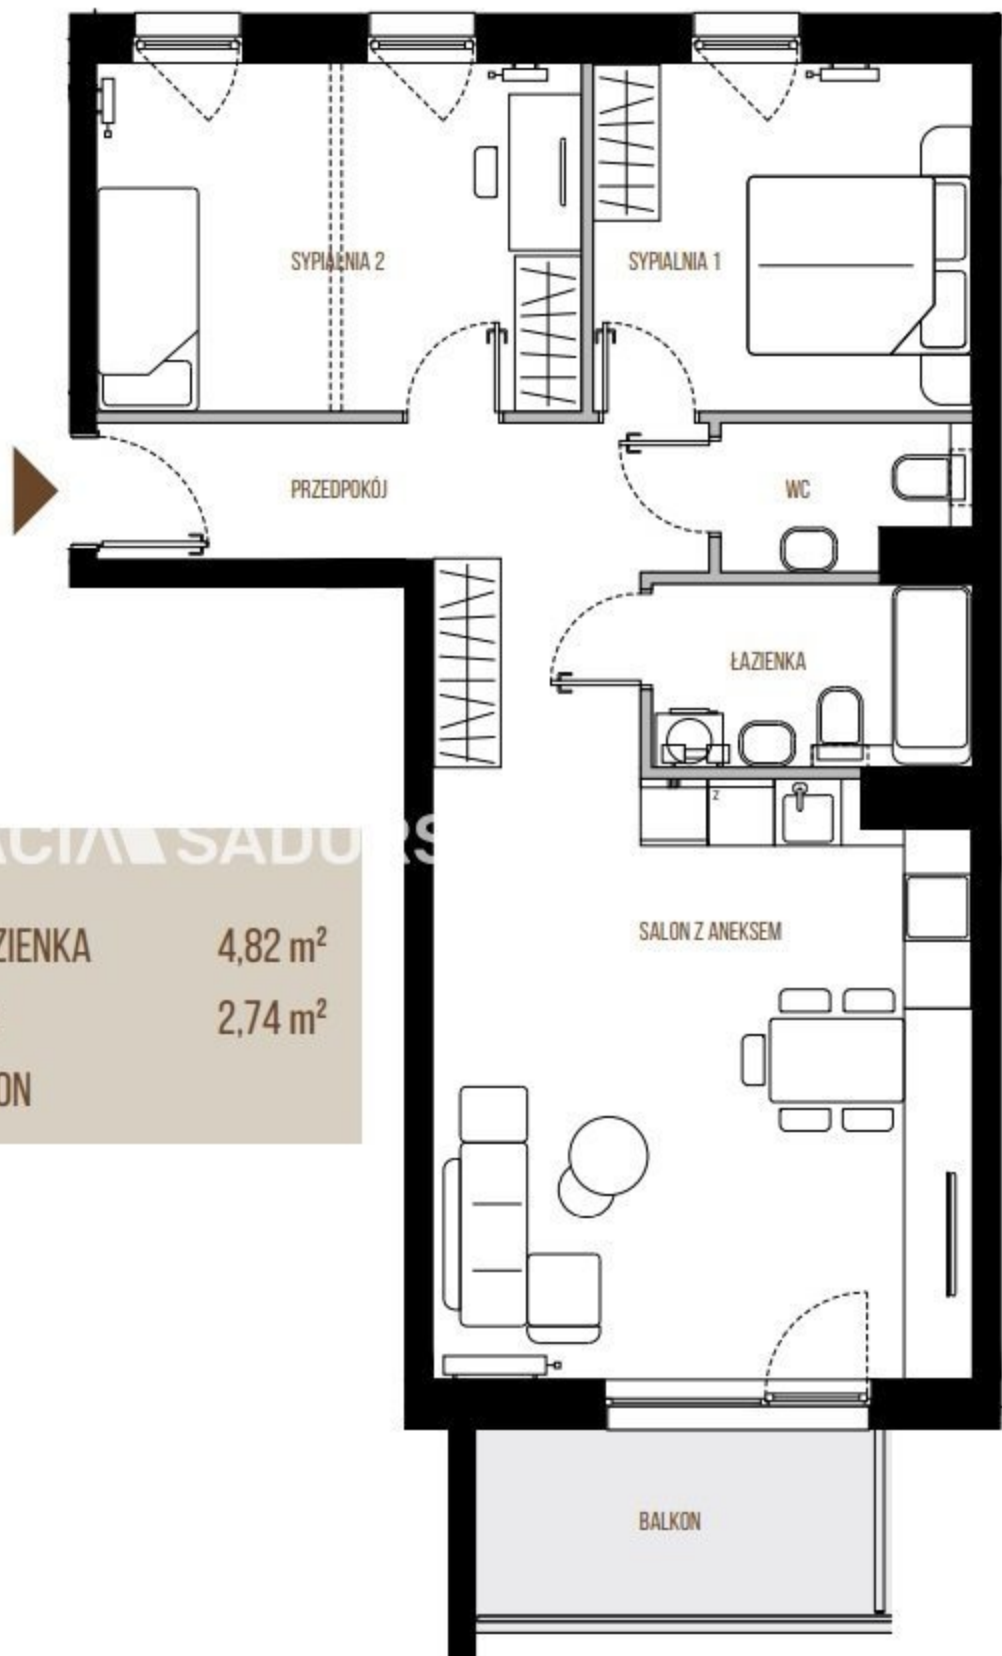 SYPIALNIA 2
SYPIALNIA 1
PRZEDPOKÓJ
WC
ŁAZIENKA
Z
SALON Z ANEKSEM
ZIENKA 4,82 m²
2,74 m²
ON
BALKON